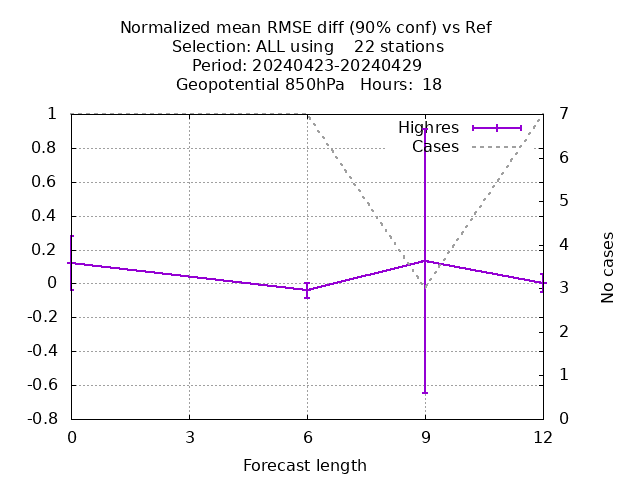 Normalized mean RMSE diff (90% conf) vs Ref
Selection: ALL using    22 stations
Period: 20240423-20240429
Geopotential 850hPa   Hours:  18
Highres
Cases
1
0.8
0.6
0.4
0.2
0
-0.2
-0.4
-0.6
-0.8
7
6
5
4
3
2
1
0
No cases
0 3 6 9 12
Forecast length